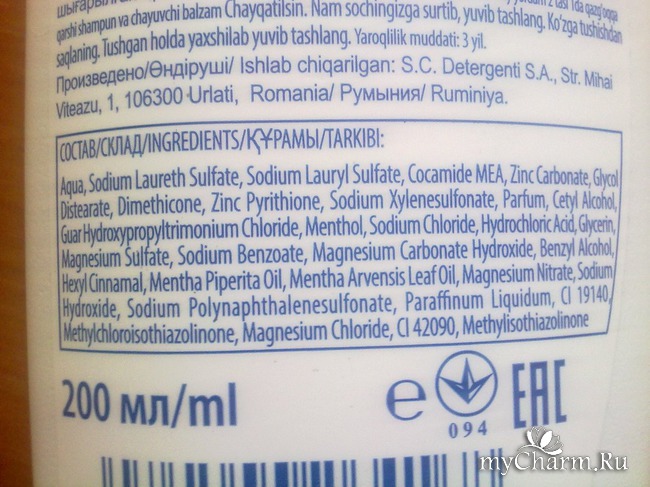 qarshi shampun va chayuvchi balzam Chayqatilsin. Nam sochingizga surtib, yuvib tashlang. Ko'zga tushishdan
saqlaning. Tushgan holda yaxshilab yuvib tashlang. Yaroqlilik muddati: 3 yil.
Произведено/Өндіруші/ Ishlab chiqarilgan: S.C. Detergenti S.A., Str. Mihai
Viteazu, 1, 106300 Urlati, Romania/ Румыния/ Ruminiya.
СОСТАВ/СКЛАД/INGREDIENTS/ҚҰРАМЫ/TARKIBI:
Aqua, Sodium Laureth Sulfate, Sodium Lauryl Sulfate, Cocamide MEA, Zinc Carbonate, Glycol
Distearate, Dimethicone, Zinc Pyrithione, Sodium Xylenesulfonate, Parfum, Cetyl Alcohol,
Guar Hydroxypropyltrimonium Chloride, Menthol, Sodium Chloride, Hydrochloric Acid, Glycerin,
Magnesium Sulfate, Sodium Benzoate, Magnesium Carbonate Hydroxide, Benzyl Alcohol,
Hexyl Cinnamal, Mentha Piperita Oil, Mentha Arvensis Leaf Oil, Magnesium Nitrate, Sodium
Hydroxide, Sodium Polynaphthalenesulfonate, Paraffinum Liquidum, CI 19140,
Methylchloroisothiazolinone, Magnesium Chloride, CI 42090, Methylisothiazolinone
200 мл/ml
e
094
EAC
myCharm.Ru